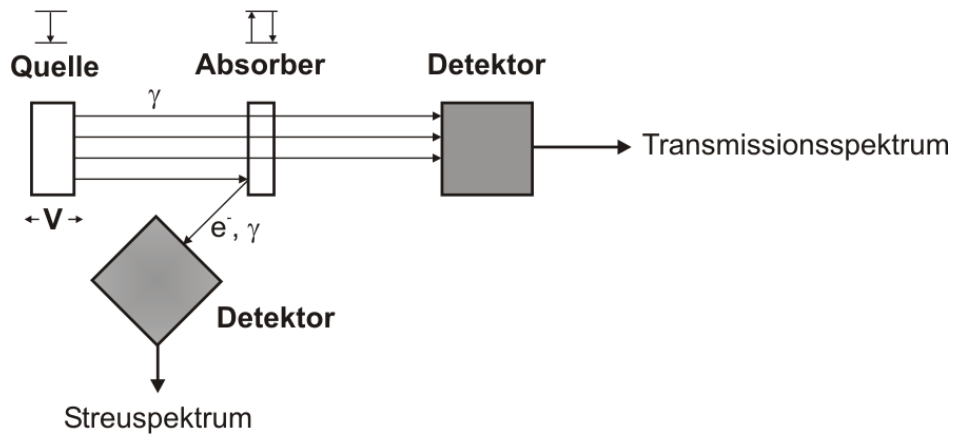 Quelle
Absorber
Detektor
γ
Transmissionsspektrum
V
e⁻, γ
Detektor
Streuspektrum